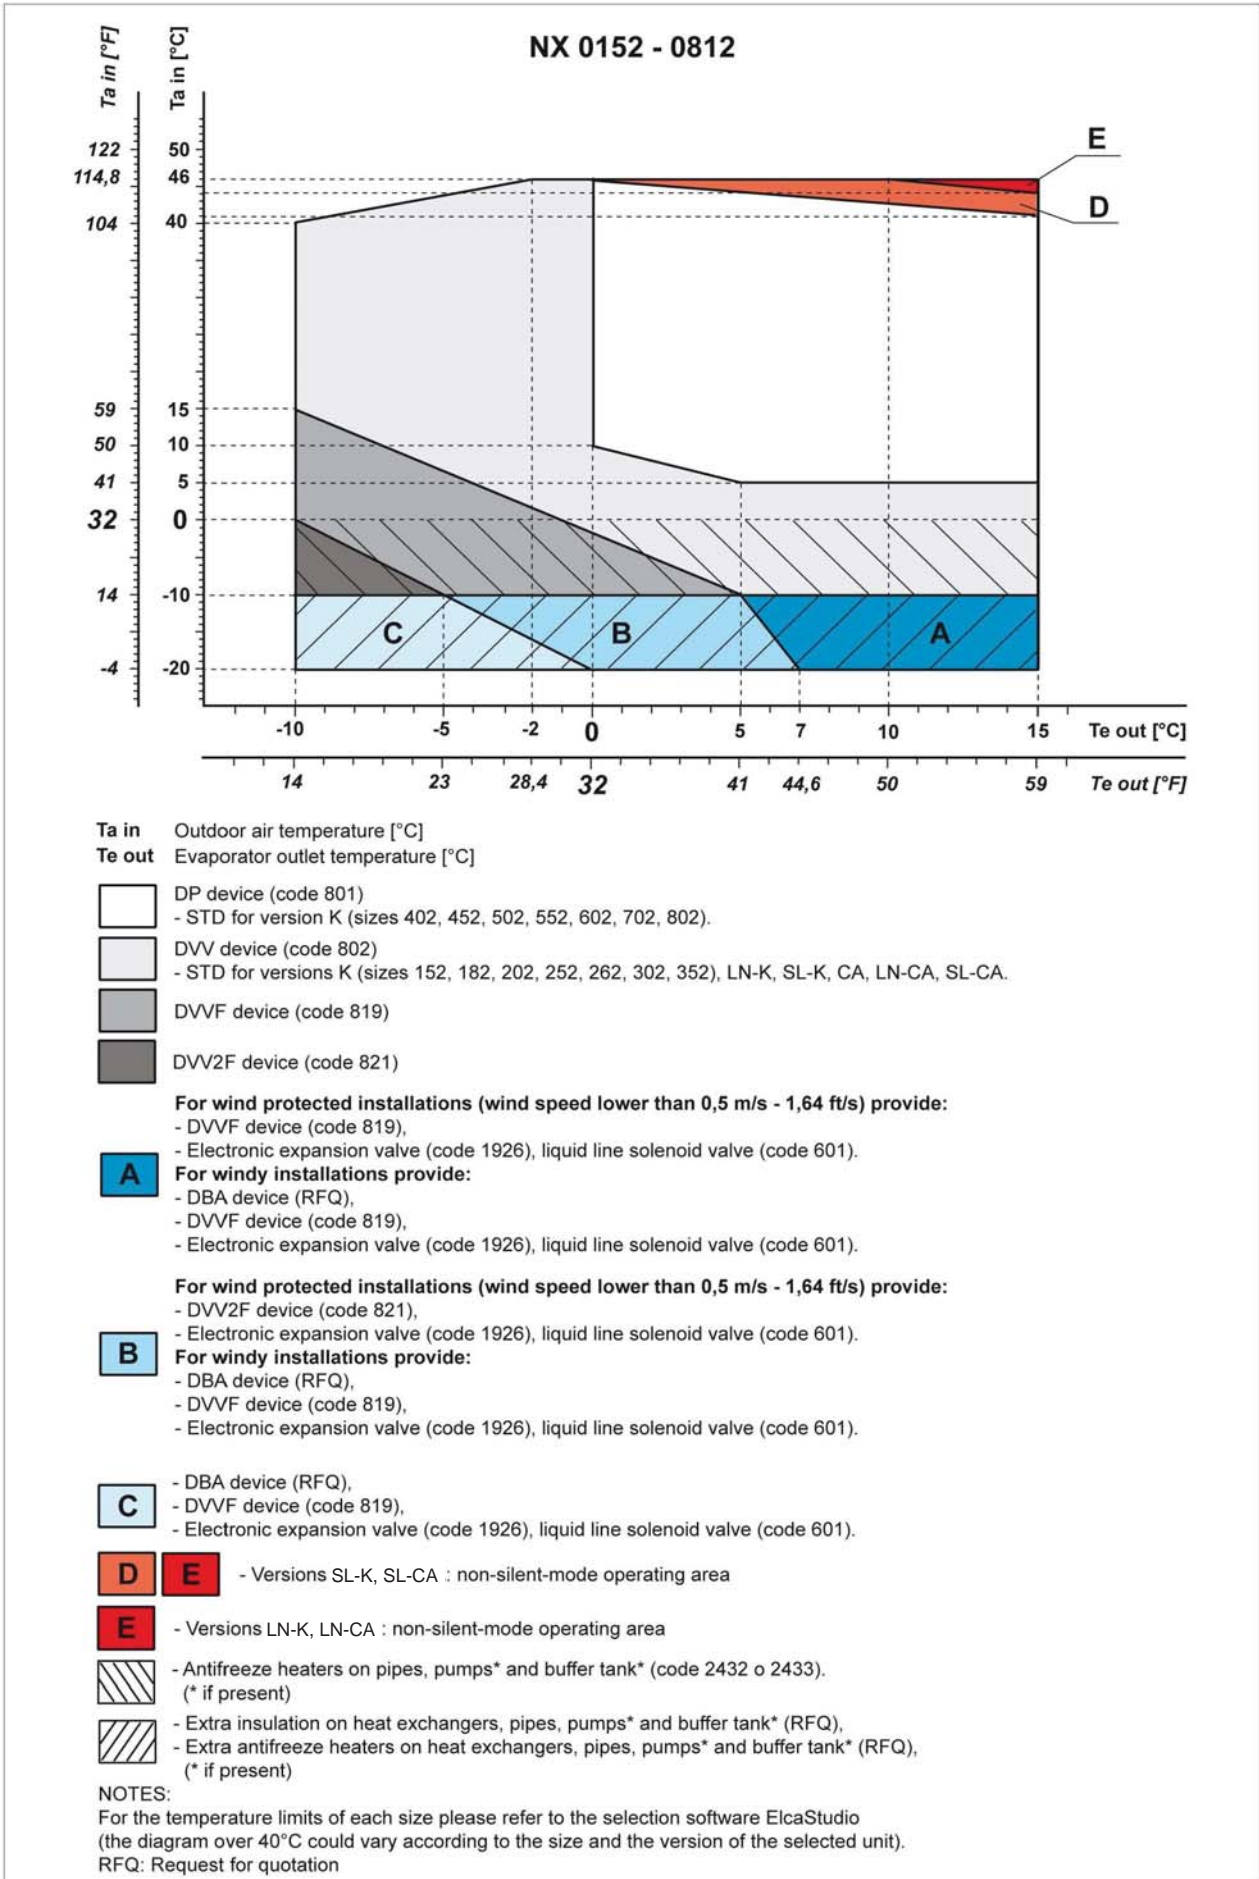 NX 0152 - 0812
Ta in [°F]
Ta in [°C]
122 50
114,8 46
104 40
59 15
50 10
41 5
32 0
14 -10
-4 -20
E
D
C
B
A
-10 -5 -2 0 5 7 10 15 Te out [°C]
14 23 28,4 32 41 44,6 50 59 Te out [°F]
Ta in Outdoor air temperature [°C]
Te out Evaporator outlet temperature [°C]
DP device (code 801)
- STD for version K (sizes 402, 452, 502, 552, 602, 702, 802).
DVV device (code 802)
- STD for versions K (sizes 152, 182, 202, 252, 262, 302, 352), LN-K, SL-K, CA, LN-CA, SL-CA.
DVVF device (code 819)
DVV2F device (code 821)
For wind protected installations (wind speed lower than 0,5 m/s - 1,64 ft/s) provide:
- DVVF device (code 819),
- Electronic expansion valve (code 1926), liquid line solenoid valve (code 601).
A
For windy installations provide:
- DBA device (RFQ),
- DVVF device (code 819),
- Electronic expansion valve (code 1926), liquid line solenoid valve (code 601).
For wind protected installations (wind speed lower than 0,5 m/s - 1,64 ft/s) provide:
- DVV2F device (code 821),
- Electronic expansion valve (code 1926), liquid line solenoid valve (code 601).
B
For windy installations provide:
- DBA device (RFQ),
- DVVF device (code 819),
- Electronic expansion valve (code 1926), liquid line solenoid valve (code 601).
C
- DBA device (RFQ),
- DVVF device (code 819),
- Electronic expansion valve (code 1926), liquid line solenoid valve (code 601).
D E - Versions SL-K, SL-CA : non-silent-mode operating area
E - Versions LN-K, LN-CA : non-silent-mode operating area
- Antifreeze heaters on pipes, pumps* and buffer tank* (code 2432 o 2433).
(* if present)
- Extra insulation on heat exchangers, pipes, pumps* and buffer tank* (RFQ),
- Extra antifreeze heaters on heat exchangers, pipes, pumps* and buffer tank* (RFQ),
(* if present)
NOTES:
For the temperature limits of each size please refer to the selection software ElcaStudio
(the diagram over 40°C could vary according to the size and the version of the selected unit).
RFQ: Request for quotation